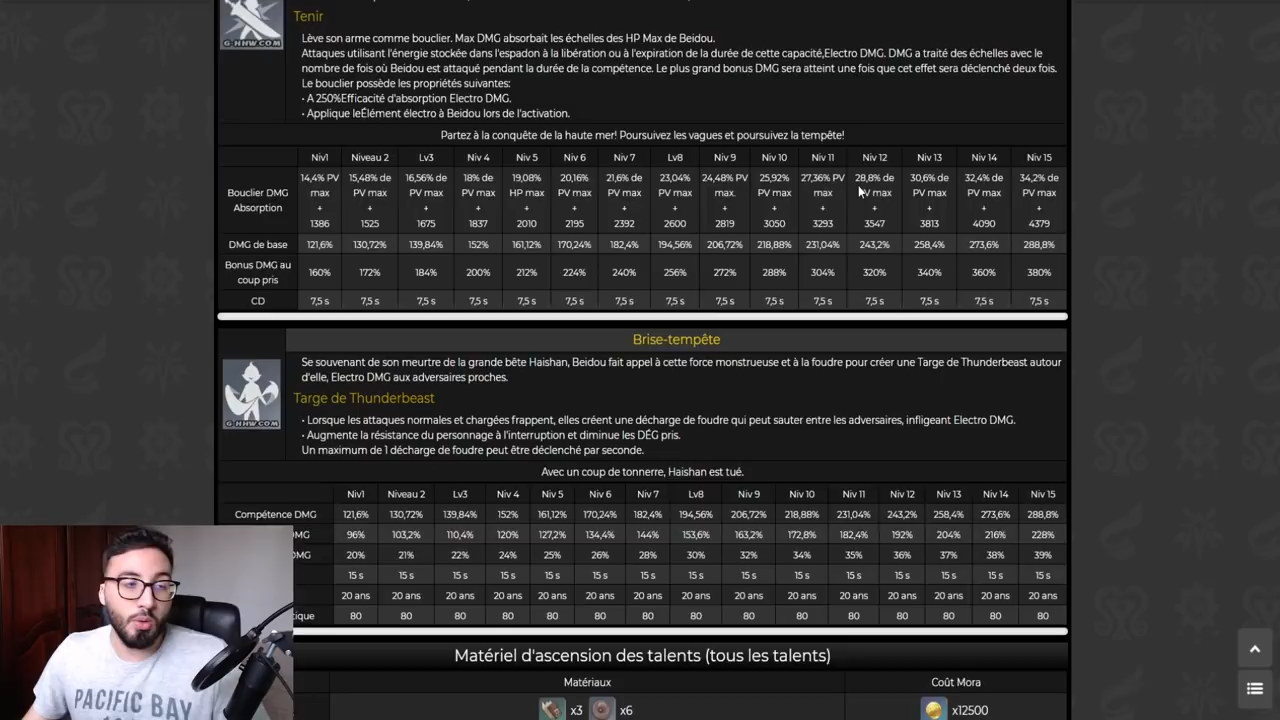 Tenir
Lève son arme comme bouclier. Max DMG absorbait les échelles des HP Max de Beidou.
Attaques utilisant l'énergie stockée dans l'espadon à la libération ou à l'expiration de la durée de cette capacité,Electro DMG. DMG a traité des échelles avec le
nombre de fois où Beidou est attaqué pendant la durée de la compétence. Le plus grand bonus DMG sera atteint une fois que cet effet sera déclenché deux fois.
Le bouclier possède les propriétés suivantes:
• A 250%Efficacité d'absorption Electro DMG.
• Applique leÉlément électro à Beidou lors de l'activation.
G-HHW.COM
Partez à la conquête de la haute mer! Poursuivez les vagues et poursuivez la tempête!
Niv1 Niveau 2 Lv3 Niv 4 Niv 5 Niv 6 Niv 7 Lv8 Niv 9 Niv 10 Niv 11 Niv 12 Niv 13 Niv 14 Niv 15
14,4% PV 15,48% de 16,56% de 18% de 19,08% 20,16% 21,6% de 23,04% 24,48% PV 25,92% 27,36% PV 28,8% de 30,6% de 32,4% de 34,2% de
Bouclier DMG max PV max PV max PV max HP max PV max PV max PV max max. PV max max PV max PV max PV max PV max
Absorption + + + + + + + + + + + + + + +
1386 1525 1675 1837 2010 2195 2392 2600 2819 3050 3293 3547 3813 4090 4379
DMG de base 121,6% 130,72% 139,84% 152% 161,12% 170,24% 182,4% 194,56% 206,72% 218,88% 231,04% 243,2% 258,4% 273,6% 288,8%
Bonus DMG au
coup pris 160% 172% 184% 200% 212% 224% 240% 256% 272% 288% 304% 320% 340% 360% 380%
CD 7,5 s 7,5 s 7,5 s 7,5 s 7,5 s 7,5 s 7,5 s 7,5 s 7,5 s 7,5 s 7,5 s 7,5 s 7,5 s 7,5 s 7,5 s
Brise-tempête
Se souvenant de son meurtre de la grande bête Haishan, Beidou fait appel à cette force monstrueuse et à la foudre pour créer une Targe de Thunderbeast autour
d'elle, Electro DMG aux adversaires proches.
Targe de Thunderbeast
• Lorsque les attaques normales et chargées frappent, elles créent une décharge de foudre qui peut sauter entre les adversaires, infligeant Electro DMG.
• Augmente la résistance du personnage à l'interruption et diminue les DÉG pris.
Un maximum de 1 décharge de foudre peut être déclenché par seconde.
G-HHW.COM
Avec un coup de tonnerre, Haishan est tué.
Niv1 Niveau 2 Lv3 Niv 4 Niv 5 Niv 6 Niv 7 Lv8 Niv 9 Niv 10 Niv 11 Niv 12 Niv 13 Niv 14 Niv 15
Compétence DMG 121,6% 130,72% 139,84% 152% 161,12% 170,24% 182,4% 194,56% 206,72% 218,88% 231,04% 243,2% 258,4% 273,6% 288,8%
MG 96% 103,2% 110,4% 120% 127,2% 134,4% 144% 153,6% 163,2% 172,8% 182,4% 192% 204% 216% 228%
MG 20% 21% 22% 24% 25% 26% 28% 30% 32% 34% 35% 36% 37% 38% 39%
15 s 15 s 15 s 15 s 15 s 15 s 15 s 15 s 15 s 15 s 15 s 15 s 15 s 15 s 15 s
20 ans 20 ans 20 ans 20 ans 20 ans 20 ans 20 ans 20 ans 20 ans 20 ans 20 ans 20 ans 20 ans 20 ans 20 ans
tique 80 80 80 80 80 80 80 80 80 80 80 80 80 80 80
Matériel d'ascension des talents (tous les talents)
Matériaux Coût Mora
x3 x6 x12500
PACIFIC BAY